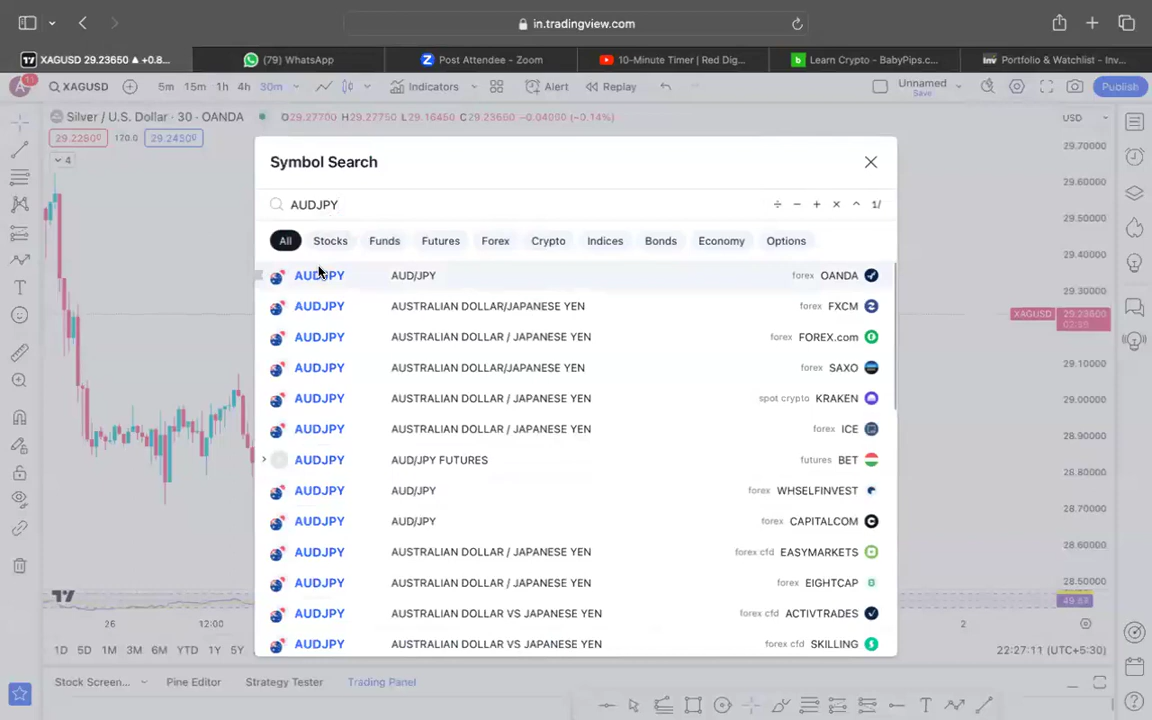 in.tradingview.com
XAGUSD 29.23650 ▲ +0.8...
(79) WhatsApp
Post Attendee - Zoom
10-Minute Timer | Red Dig...
Learn Crypto - BabyPips.c...
Portfolio & Watchlist - Inv...
11
XAGUSD 5m 15m 1h 4h 30m Indicators Alert Replay Unnamed Save Publish
Silver / U.S. Dollar · 30 · OANDA O29.27700 H29.27750 L29.16450 C29.23650 −0.04050 (−0.14%) USD
29.22800 120.0 29.24500
4
Symbol Search
AUDJPY ÷ − + × ^ 1/
All Stocks Funds Futures Forex Crypto Indices Bonds Economy Options
AUDJPY AUD/JPY forex OANDA
AUDJPY AUSTRALIAN DOLLAR/JAPANESE YEN forex FXCM
AUDJPY AUSTRALIAN DOLLAR / JAPANESE YEN forex FOREX.com
AUDJPY AUSTRALIAN DOLLAR/JAPANESE YEN forex SAXO
AUDJPY AUSTRALIAN DOLLAR / JAPANESE YEN spot crypto KRAKEN
AUDJPY AUSTRALIAN DOLLAR / JAPANESE YEN forex ICE
AUDJPY AUD/JPY FUTURES futures BET
AUDJPY AUD/JPY forex WHSELFINVEST
AUDJPY AUD/JPY forex CAPITALCOM
AUDJPY AUSTRALIAN DOLLAR / JAPANESE YEN forex cfd EASYMARKETS
AUDJPY AUSTRALIAN DOLLAR / JAPANESE YEN forex EIGHTCAP
AUDJPY AUSTRALIAN DOLLAR VS JAPANESE YEN forex cfd ACTIVTRADES
AUDJPY AUSTRALIAN DOLLAR VS JAPANESE YEN forex cfd SKILLING
29.70000
29.60000
29.50000
29.40000
29.30000
XAGUSD 29.23650
29.10000
29.00000
28.90000
28.80000
28.70000
28.60000
28.50000
26 12:00 2
1D 5D 1M 3M 6M YTD 1Y 5Y 22:27:11 (UTC+5:30)
Stock Screen... Pine Editor Strategy Tester Trading Panel